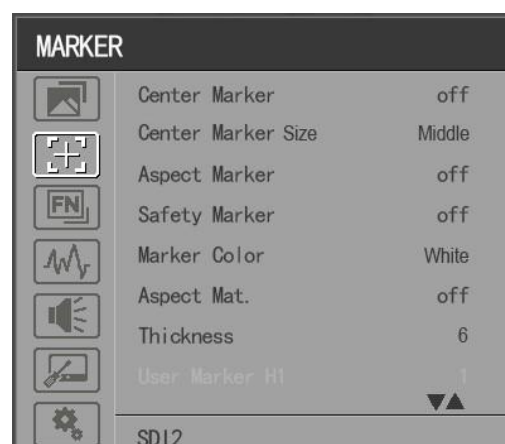 MARKER
Center Marker off
Center Marker Size Middle
Aspect Marker off
Safety Marker off
FN
Marker Color White
Aspect Mat. off
Thickness 6
User Marker H1 1
▼▲
SDI2